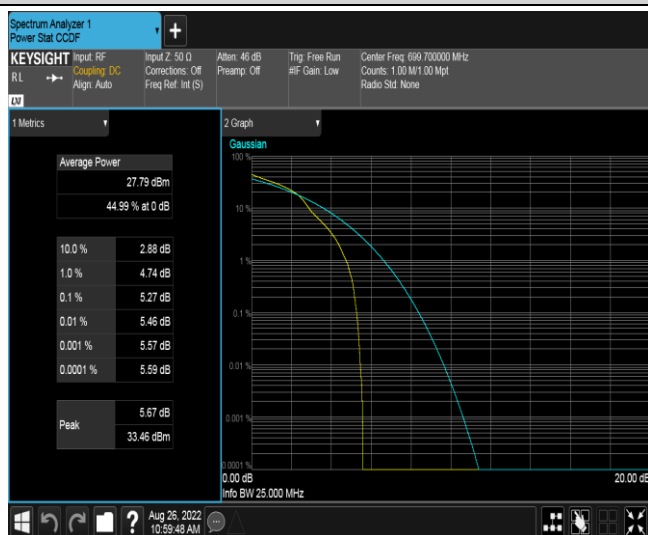 Spectrum Analyzer 1
Power Stat CCDF
KEYSIGHT
RL
LXI
Input: RF
Coupling: DC
Align: Auto
Input Z: 50 Ω
Corrections: Off
Freq Ref: Int (S)
Atten: 46 dB
Preamp: Off
Trig: Free Run
#IF Gain: Low
Center Freq: 699.700000 MHz
Counts: 1.00 M/1.00 Mpt
Radio Std: None
1 Metrics
Average Power
27.79 dBm
44.99 % at 0 dB
10.0 % 2.88 dB
1.0 % 4.74 dB
0.1 % 5.27 dB
0.01 % 5.46 dB
0.001 % 5.57 dB
0.0001 % 5.59 dB
Peak
5.67 dB
33.46 dBm
2 Graph
Gaussian
100 %
10 %
1 %
0.1 %
0.01 %
0.001 %
0.0001 %
0.00 dB
20.00 dB
Info BW 25.000 MHz
?
Aug 26, 2022
10:59:48 AM